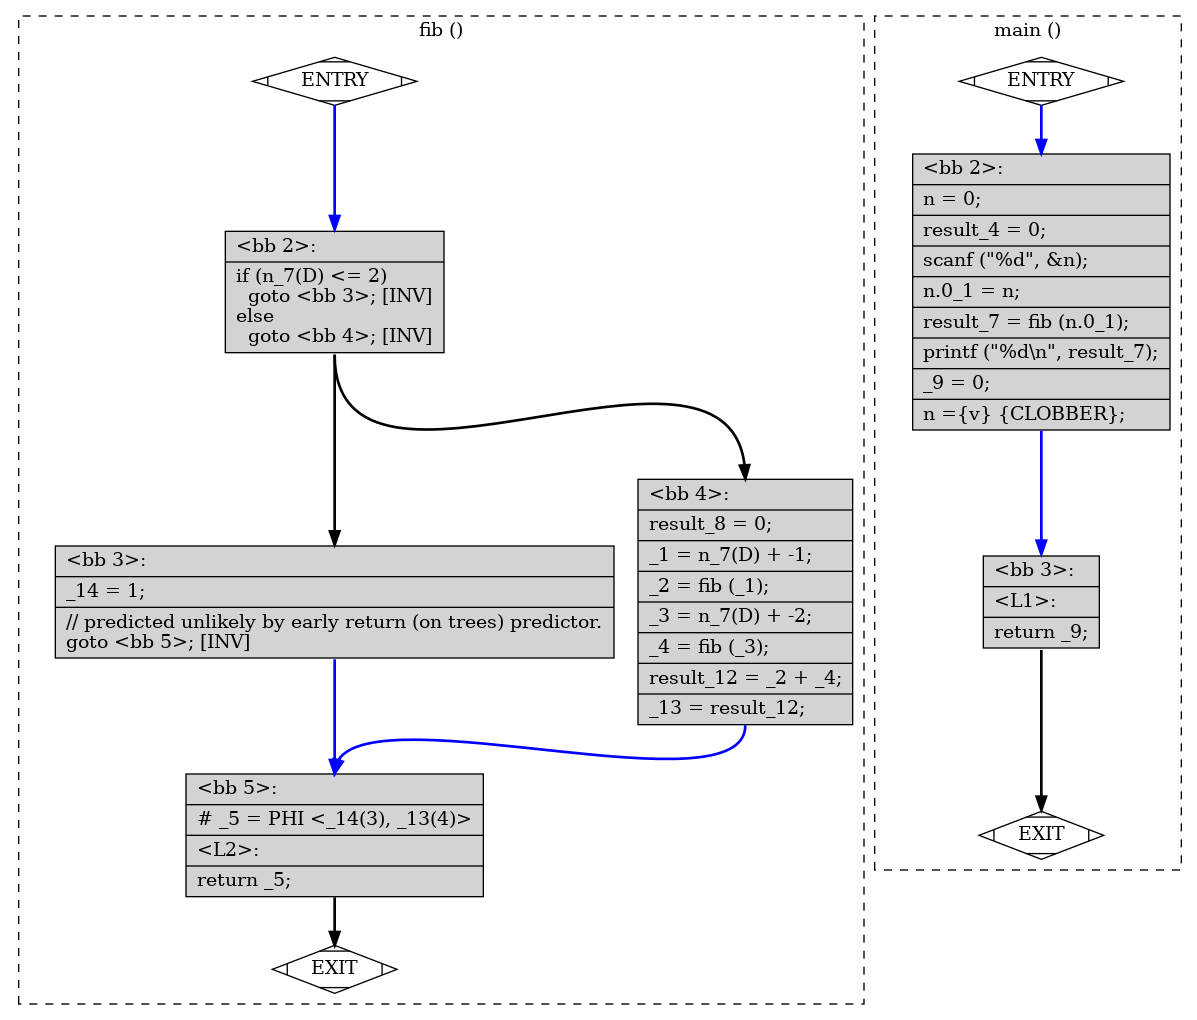 fib ()
ENTRY
<bb 2>:
if (n_7(D) <= 2)
  goto <bb 3>; [INV]
else
  goto <bb 4>; [INV]
<bb 4>:
result_8 = 0;
_1 = n_7(D) + -1;
_2 = fib (_1);
_3 = n_7(D) + -2;
_4 = fib (_3);
result_12 = _2 + _4;
_13 = result_12;
<bb 3>:
_14 = 1;
// predicted unlikely by early return (on trees) predictor.
goto <bb 5>; [INV]
<bb 5>:
# _5 = PHI <_14(3), _13(4)>
<L2>:
return _5;
EXIT
main ()
ENTRY
<bb 2>:
n = 0;
result_4 = 0;
scanf ("%d", &n);
n.0_1 = n;
result_7 = fib (n.0_1);
printf ("%d\n", result_7);
_9 = 0;
n ={v} {CLOBBER};
<bb 3>:
<L1>:
return _9;
EXIT